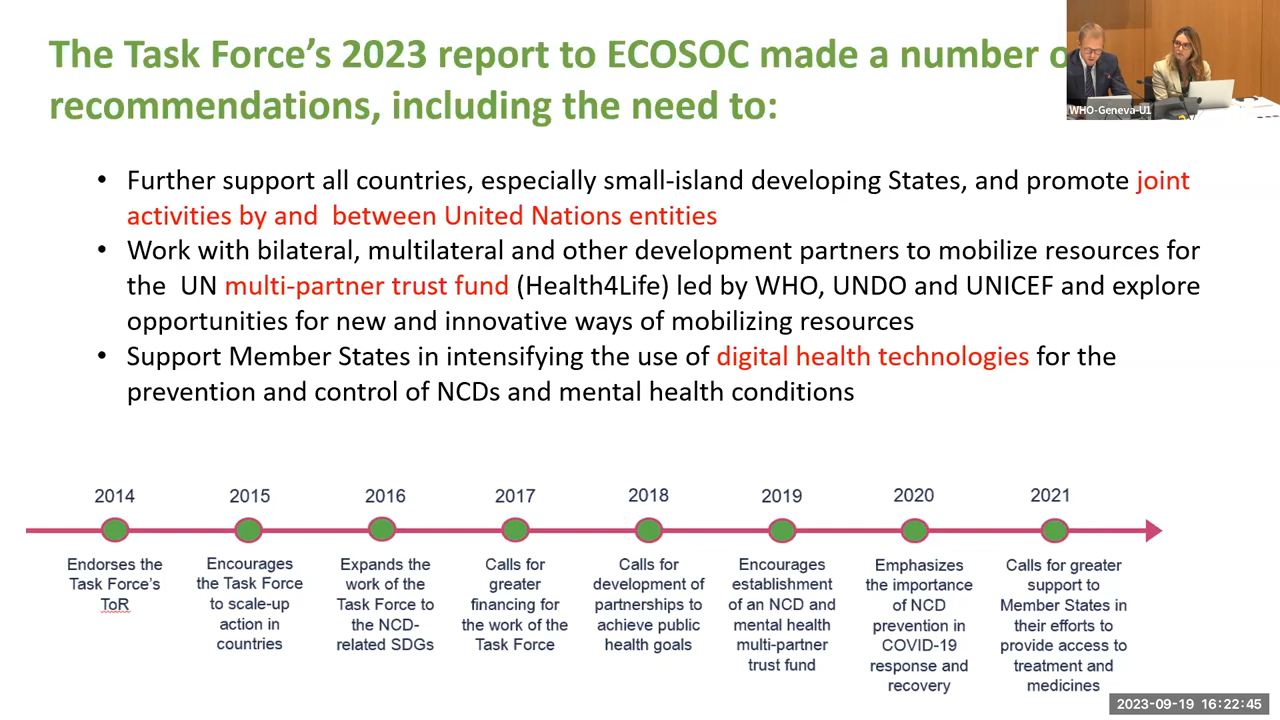 The Task Force’s 2023 report to ECOSOC made a number o
recommendations, including the need to:
WHO-Geneva-U1
• Further support all countries, especially small-island developing States, and promote joint
activities by and between United Nations entities
• Work with bilateral, multilateral and other development partners to mobilize resources for
the UN multi-partner trust fund (Health4Life) led by WHO, UNDO and UNICEF and explore
opportunities for new and innovative ways of mobilizing resources
• Support Member States in intensifying the use of digital health technologies for the
prevention and control of NCDs and mental health conditions
2014
Endorses the
Task Force’s
ToR
2015
Encourages
the Task Force
to scale-up
action in
countries
2016
Expands the
work of the
Task Force to
the NCD-
related SDGs
2017
Calls for
greater
financing for
the work of the
Task Force
2018
Calls for
development of
partnerships to
achieve public
health goals
2019
Encourages
establishment
of an NCD and
mental health
multi-partner
trust fund
2020
Emphasizes
the importance
of NCD
prevention in
COVID-19
response and
recovery
2021
Calls for greater
support to
Member States in
their efforts to
provide access to
treatment and
medicines
2023-09-19 16:22:45